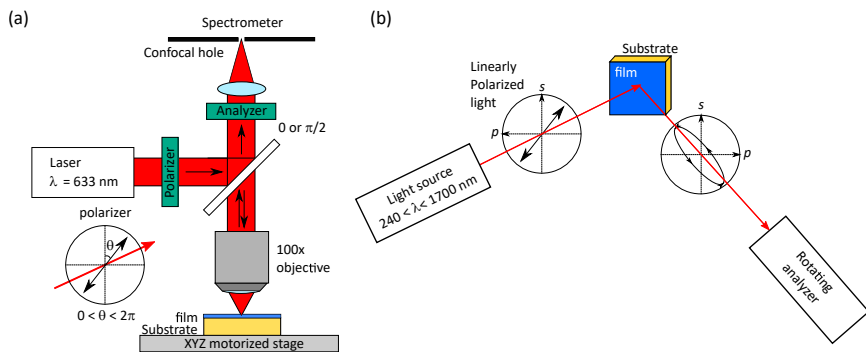 (a)
Spectrometer
Confocal hole
Analyzer
0 or π/2
Laser
λ = 633 nm
Polarizer
polarizer
θ
0 < θ < 2π
100x
objective
film
Substrate
XYZ motorized stage
(b)
Linearly
Polarized
light
s
p
Substrate
film
s
p
Light source
240 < λ < 1700 nm
Rotating
analyzer